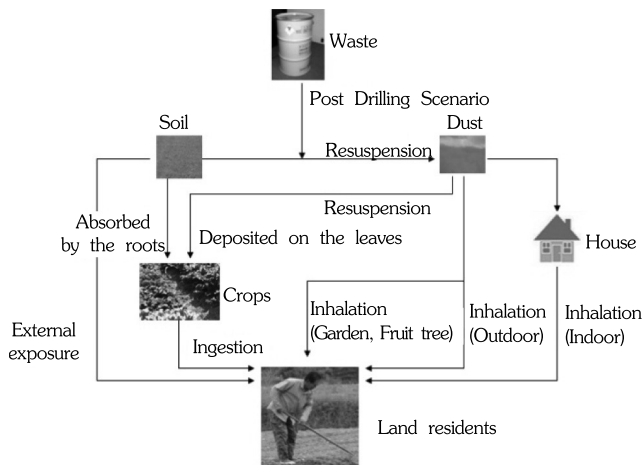 Waste
Post Drilling Scenario
Soil
Dust
Resuspension
Resuspension
Absorbed
by the roots
Deposited on the leaves
House
Crops
Inhalation
(Garden, Fruit tree)
Inhalation
(Outdoor)
Inhalation
(Indoor)
External
exposure
Ingestion
Land residents